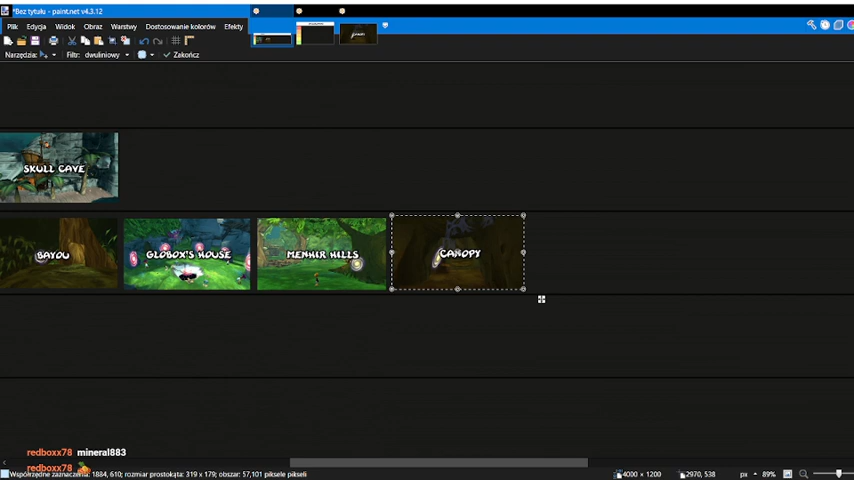 *Bez tytułu - paint.net v4.3.12
Plik Edycja Widok Obraz Warstwy Dostosowanie kolorów Efekty
Narzędzia: Filtr: dwuliniowy Zakończ
SKULL CAVE
BAYOU GLOBOX'S HOUSE MENHIR HILLS CANOPY
redboxx78 mineral883
redboxx78
Współrzędne zaznaczenia: 1884, 610; rozmiar prostokąta: 319 x 179; obszar: 57,101 piksele pikseli 4000 × 1200 2970, 538 px 89%